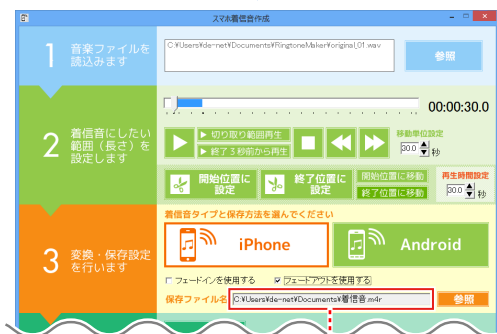 スマホ着信音作成
1 音楽ファイルを
読込みます
C:¥Users¥de-net¥Documents¥RingtoneMaker¥original_01.wav
参照
00:00:30.0
2 着信音にしたい
範囲（長さ）を
設定します
▶ 切り取り範囲再生
▶ 終了3秒前から再生
移動単位設定
30.0 秒
開始位置に
設定
終了位置に
設定
開始位置に移動
終了位置に移動
再生時間設定
30.0 秒
着信音タイプと保存方法を選んでください
3 変換・保存設定
を行います
iPhone
Android
フェードインを使用する
フェードアウトを使用する
保存ファイル名
C:¥Users¥de-net¥Documents¥着信音.m4r
参照